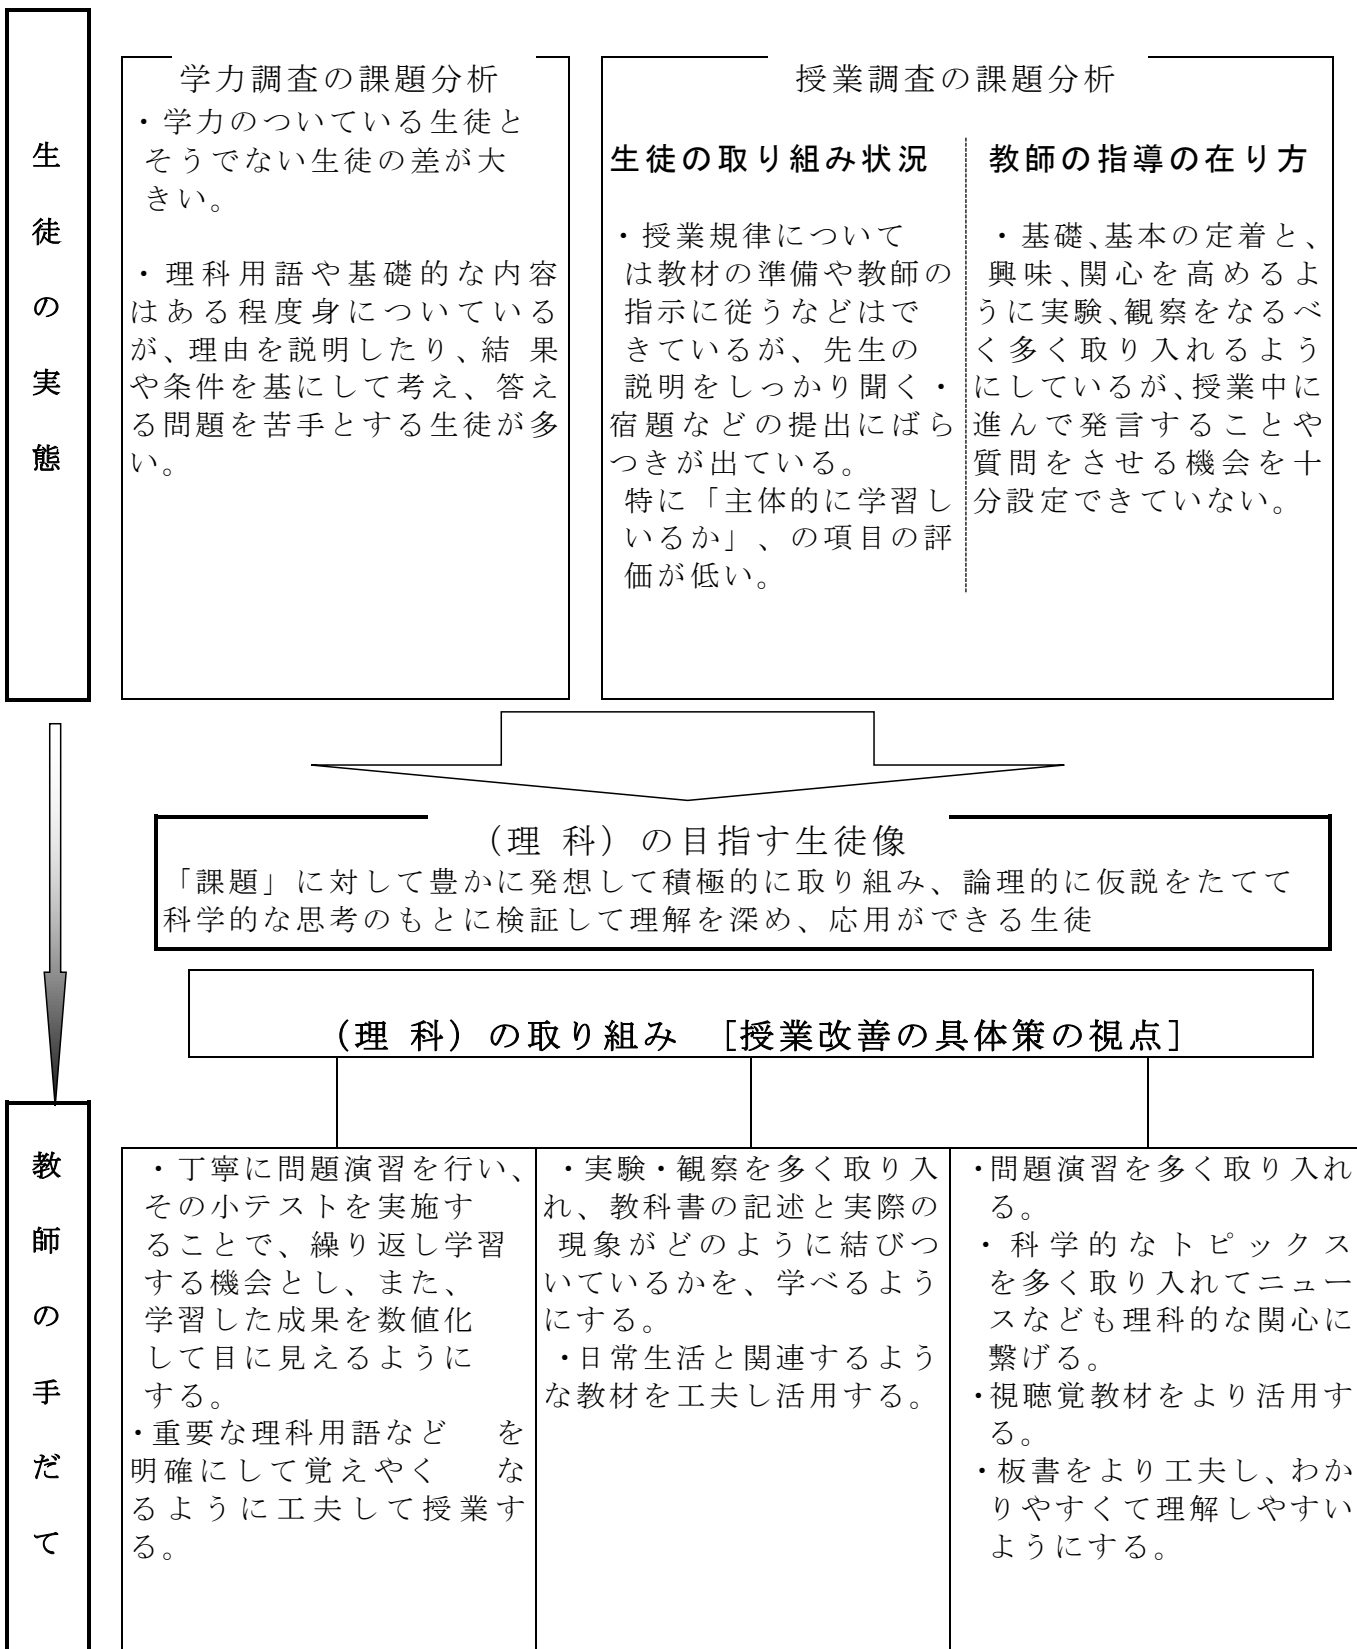 生徒の実態
学力調査の課題分析
・学力のついている生徒と
そうでない生徒の差が大
きい。
・理科用語や基礎的な内容
はある程度身についている
が、理由を説明したり、結 果
や条件を基にして考え、答え
る問題を苦手とする生徒が多
い。
授業調査の課題分析
生徒の取り組み状況
・授業規律について
は教材の準備や教師の
指示に従うなどはで
きているが、先生の
説明をしっかり聞く・
宿題などの提出にばら
つきが出ている。
特に「主体的に学習し
いるか」、の項目の評
価が低い。
教師の指導の在り方
・基礎、基本の定着と、
興味、関心を高めるよ
うに実験、観察をなるべ
く多く取り入れるよう
にしているが、授業中に
進んで発言することや
質問をさせる機会を十
分設定できていない。
（理 科）の目指す生徒像
「課題」に対して豊かに発想して積極的に取り組み、論理的に仮説をたてて
科学的な思考のもとに検証して理解を深め、応用ができる生徒
（理 科）の取り組み　［授業改善の具体策の視点］
教師の手だて
・丁寧に問題演習を行い、
その小テストを実施す
ることで、繰り返し学習
する機会とし、また、
学習した成果を数値化
して目に見えるように
する。
・重要な理科用語など　を
明確にして覚えやく　な
るように工夫して授業す
る。
・実験・観察を多く取り入
れ、教科書の記述と実際の
現象がどのように結びつ
いているかを、学べるよう
にする。
・日常生活と関連するよう
な教材を工夫し活用する。
・問題演習を多く取り入れ
る。
・科学的なトピックス
を多く取り入れてニュー
スなども理科的な関心に
繋げる。
・視聴覚教材をより活用す
る。
・板書をより工夫し、わか
りやすくて理解しやすい
ようにする。